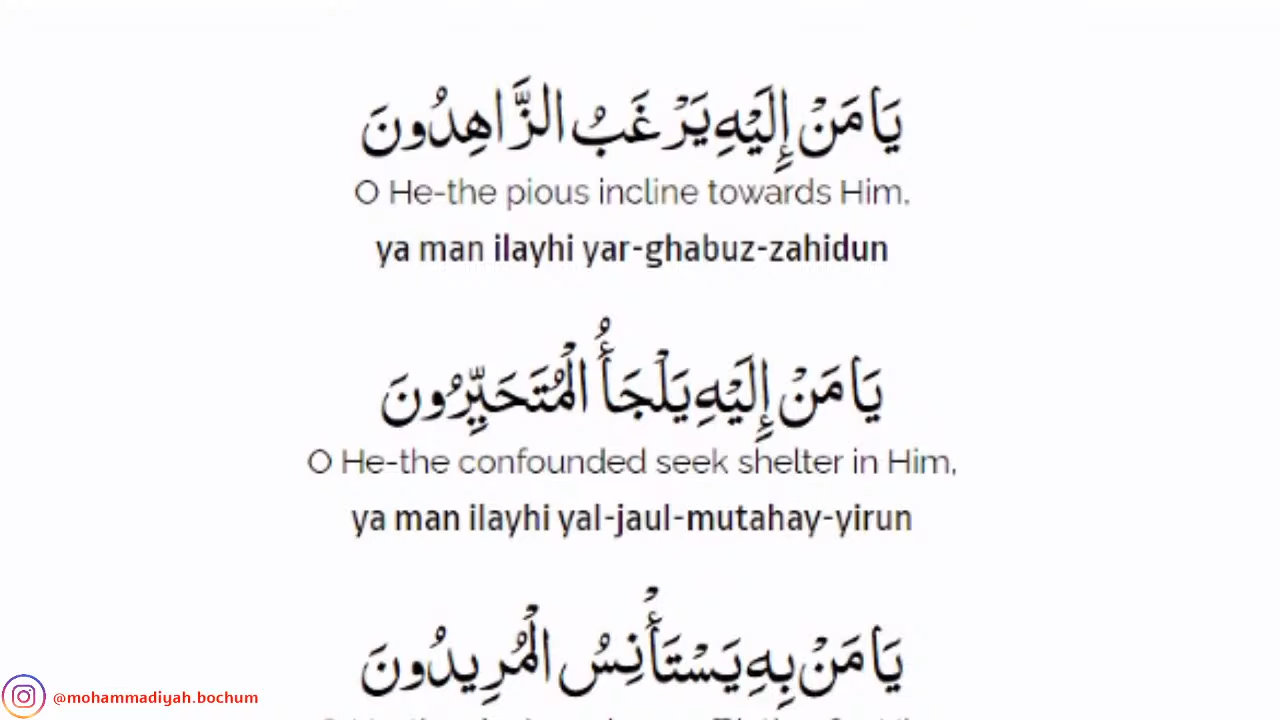 يَا مَنْ إِلَيْهِ يَرْغَبُ الزَّاهِدُونَ
O He-the pious incline towards Him,
ya man ilayhi yar-ghabuz-zahidun
يَا مَنْ إِلَيْهِ يَلْجَأُ الْمُتَحَيِّرُونَ
O He-the confounded seek shelter in Him,
ya man ilayhi yal-jaul-mutahay-yirun
يَا مَنْ بِهِ يَسْتَأْنِسُ الْمُرِيدُونَ
@mohammadiyah.bochum